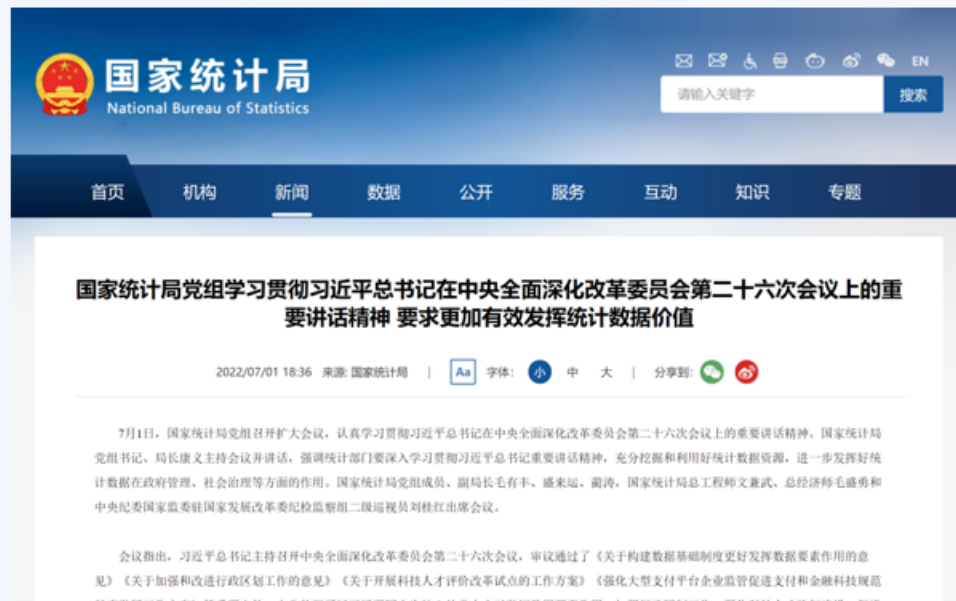 国家统计局
National Bureau of Statistics
EN
请输入关键字
搜索
首页 机构 新闻 数据 公开 服务 互动 知识 专题
国家统计局党组学习贯彻习近平总书记在中央全面深化改革委员会第二十六次会议上的重
要讲话精神 要求更加有效发挥统计数据价值
2022/07/01 18:36 来源: 国家统计局 | Aa 字体: 小 中 大 | 分享到:
7月1日，国家统计局党组召开扩大会议，认真学习贯彻习近平总书记在中央全面深化改革委员会第二十六次会议上的重要讲话精神。国家统计局
党组书记、局长康义主持会议并讲话，强调统计部门要深入学习贯彻习近平总书记重要讲话精神，充分挖掘和利用好统计数据资源，进一步发挥好统
计数据在政府管理、社会治理等方面的作用。国家统计局党组成员、副局长毛有丰、盛来运、蔺涛，国家统计局总工程师文兼武、总经济师毛盛勇和
中央纪委国家监委驻国家发展改革委纪检监察组二级巡视员刘桂红出席会议。
会议指出，习近平总书记主持召开中央全面深化改革委员会第二十六次会议，审议通过了《关于构建数据基础制度更好发挥数据要素作用的意
见》《关于加强和改进行政区划工作的意见》《关于开展科技人才评价改革试点的工作方案》《强化大型支付平台企业监管促进支付和金融科技规范